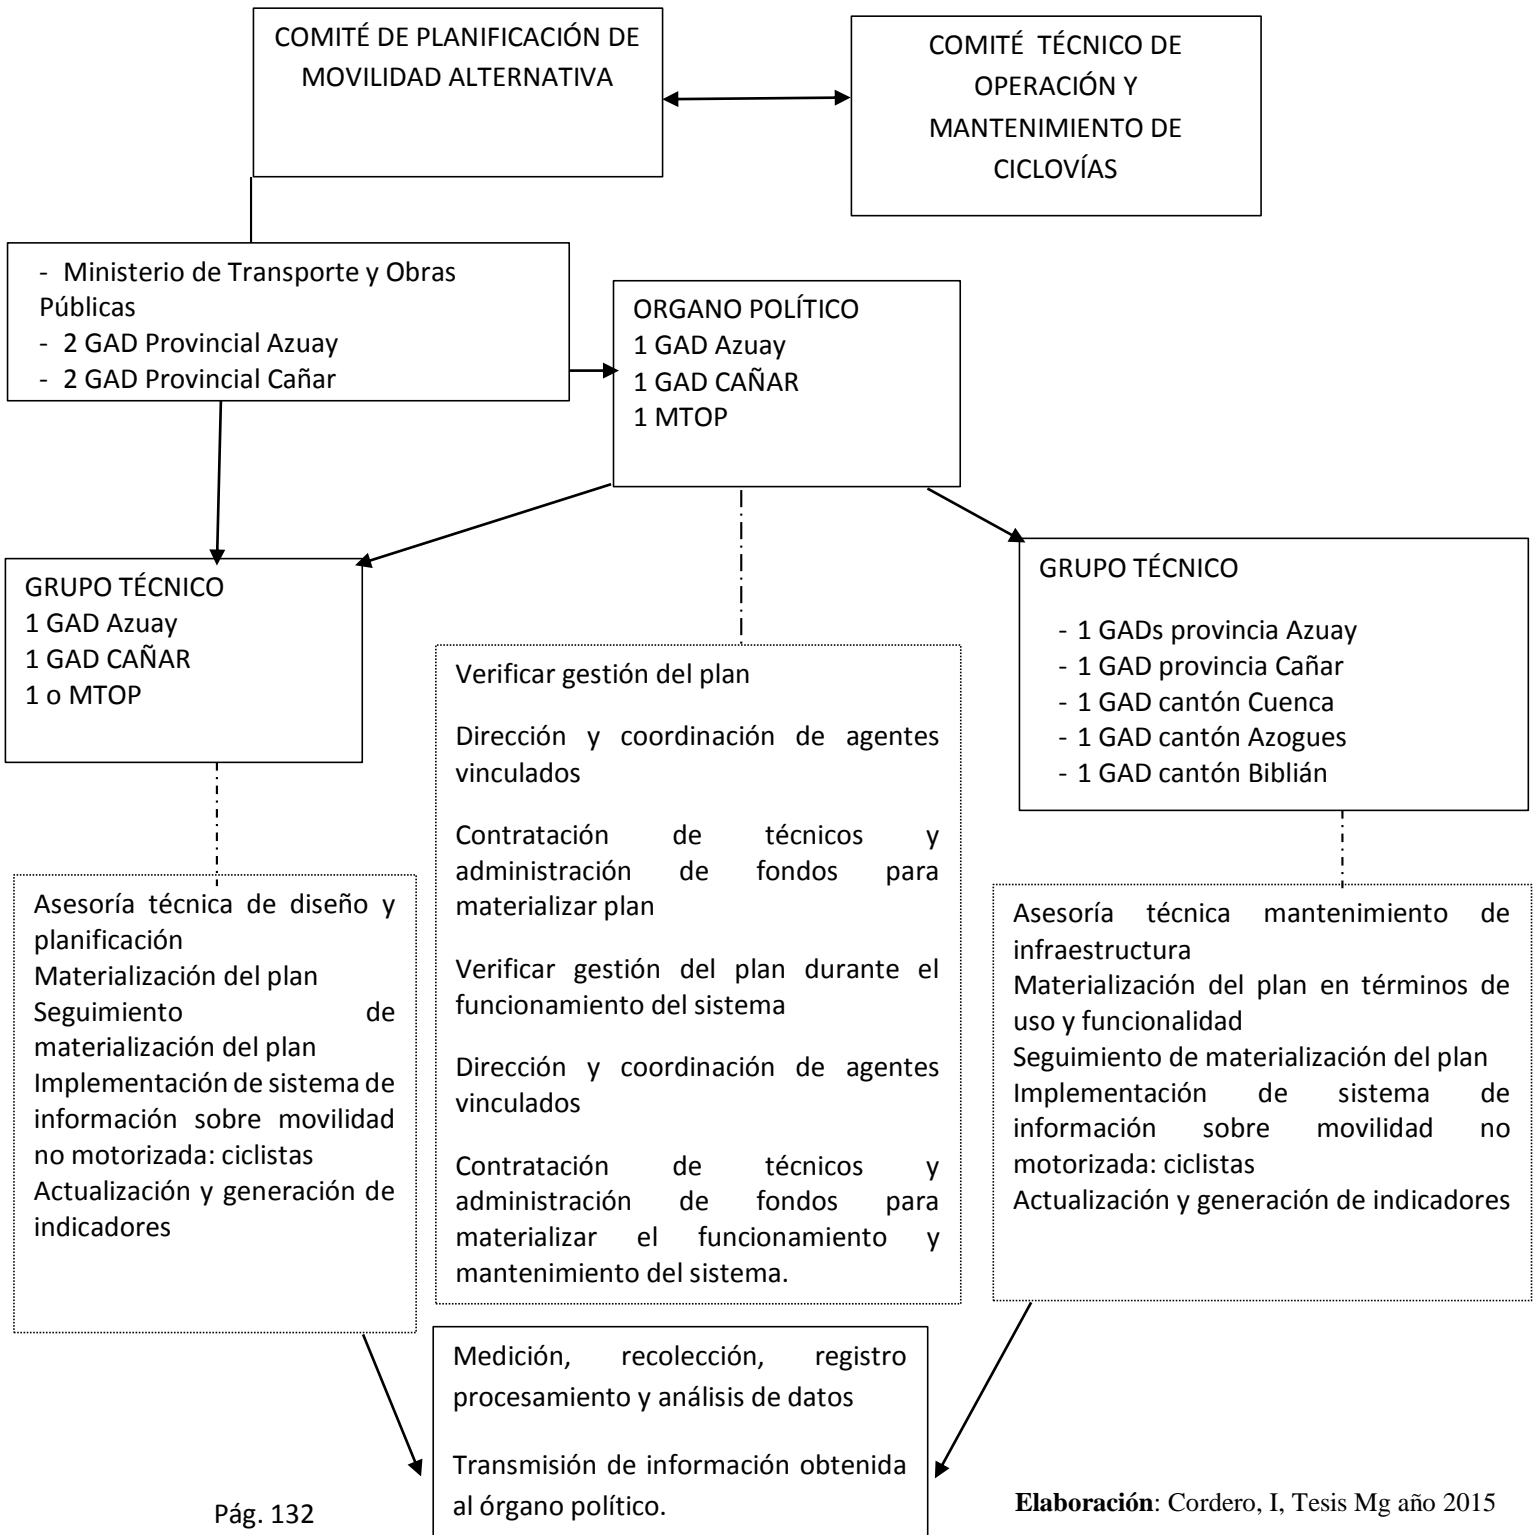 COMITÉ DE PLANIFICACIÓN DE
MOVILIDAD ALTERNATIVA
COMITÉ TÉCNICO DE
OPERACIÓN Y
MANTENIMIENTO DE
CICLOVÍAS
- Ministerio de Transporte y Obras
Públicas
- 2 GAD Provincial Azuay
- 2 GAD Provincial Cañar
ORGANO POLÍTICO
1 GAD Azuay
1 GAD CAÑAR
1 MTOP
GRUPO TÉCNICO
1 GAD Azuay
1 GAD CAÑAR
1 o MTOP
GRUPO TÉCNICO
- 1 GADs provincia Azuay
- 1 GAD provincia Cañar
- 1 GAD cantón Cuenca
- 1 GAD cantón Azogues
- 1 GAD cantón Biblián
Asesoría técnica de diseño y
planificación
Materialización del plan
Seguimiento de
materialización del plan
Implementación de sistema de
información sobre movilidad
no motorizada: ciclistas
Actualización y generación de
indicadores
Verificar gestión del plan
Dirección y coordinación de agentes
vinculados
Contratación de técnicos y
administración de fondos para
materializar plan
Verificar gestión del plan durante el
funcionamiento del sistema
Dirección y coordinación de agentes
vinculados
Contratación de técnicos y
administración de fondos para
materializar el funcionamiento y
mantenimiento del sistema.
Asesoría técnica mantenimiento de
infraestructura
Materialización del plan en términos de
uso y funcionalidad
Seguimiento de materialización del plan
Implementación de sistema de
información sobre movilidad no
motorizada: ciclistas
Actualización y generación de indicadores
Medición, recolección, registro
procesamiento y análisis de datos
Transmisión de información obtenida
al órgano político.
Pág. 132
Elaboración: Cordero, I, Tesis Mg año 2015